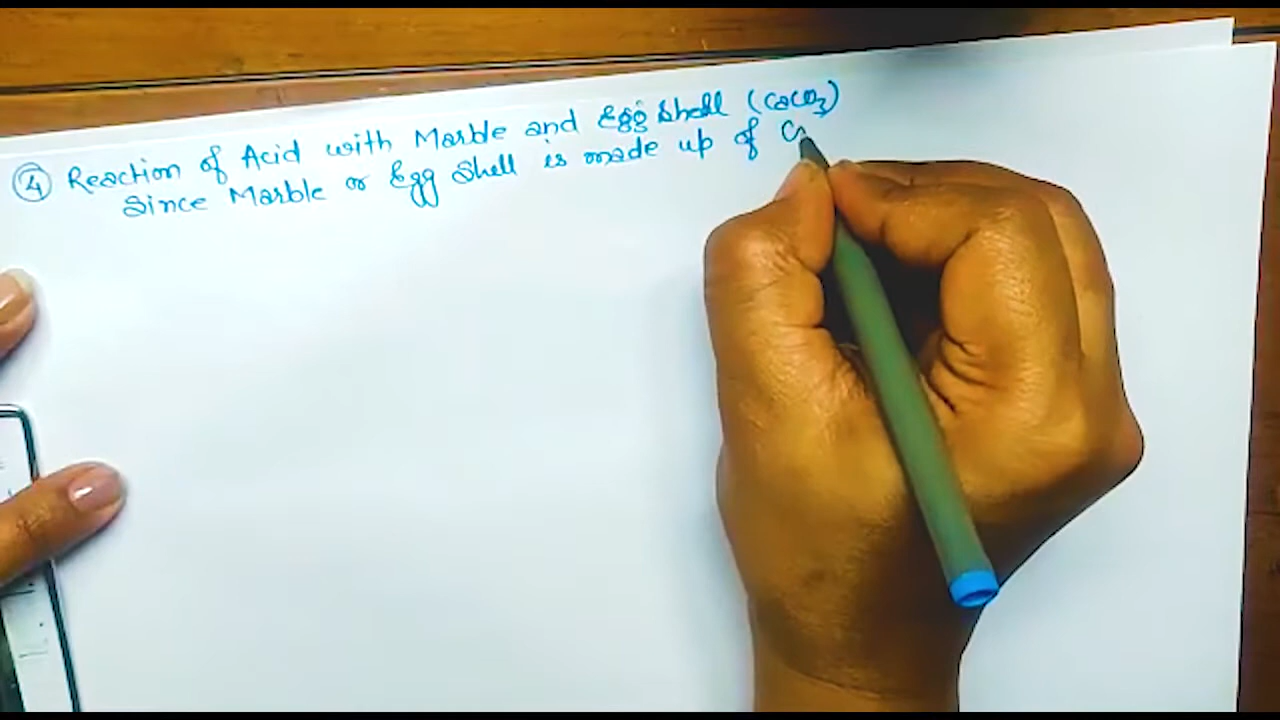 ④ Reaction of Acid with Marble and Egg Shell (CaCO3)
Since Marble or Egg Shell is made up of Ca